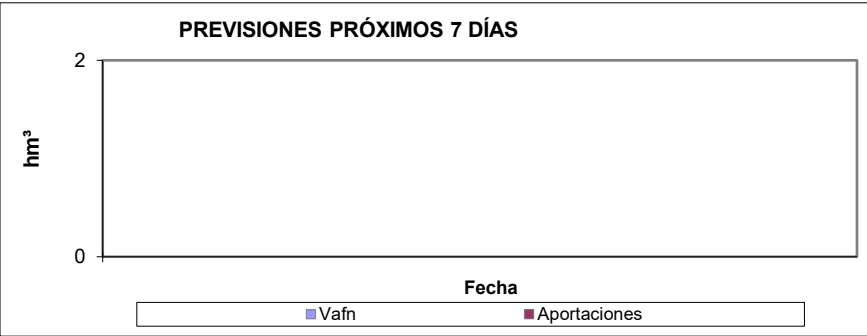 PREVISIONES PRÓXIMOS 7 DÍAS
2
hm³
0
Fecha
Vafn Aportaciones